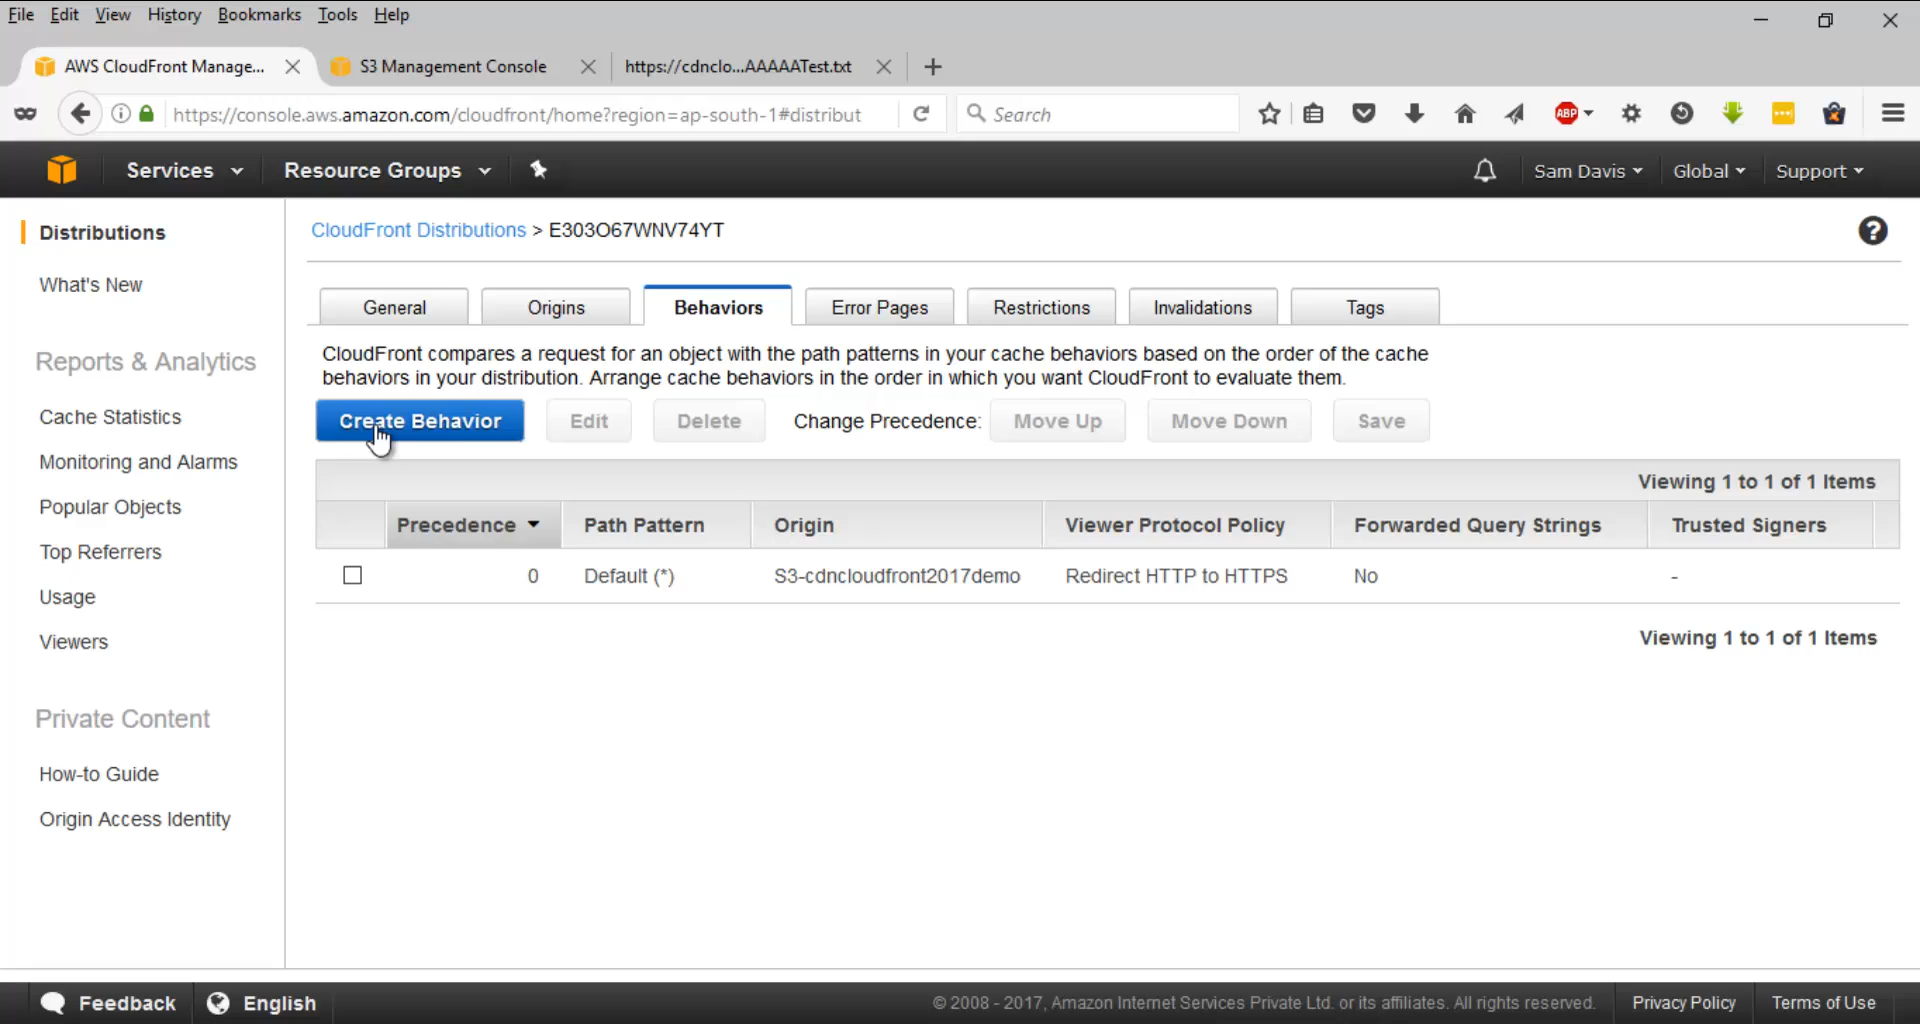 File Edit View History Bookmarks Tools Help
AWS CloudFront Manage... S3 Management Console https://cdnclo...AAAAATest.txt
https://console.aws.amazon.com/cloudfront/home?region=ap-south-1#distribut Search ABP
Services Resource Groups Sam Davis Global Support
Distributions
What's New
Reports & Analytics
Cache Statistics
Monitoring and Alarms
Popular Objects
Top Referrers
Usage
Viewers
Private Content
How-to Guide
Origin Access Identity
CloudFront Distributions > E303O67WNV74YT ?
General Origins Behaviors Error Pages Restrictions Invalidations Tags
CloudFront compares a request for an object with the path patterns in your cache behaviors based on the order of the cache
behaviors in your distribution. Arrange cache behaviors in the order in which you want CloudFront to evaluate them.
Create Behavior Edit Delete Change Precedence: Move Up Move Down Save
Viewing 1 to 1 of 1 Items
Precedence Path Pattern Origin Viewer Protocol Policy Forwarded Query Strings Trusted Signers
0 Default (*) S3-cdncloudfront2017demo Redirect HTTP to HTTPS No -
Viewing 1 to 1 of 1 Items
Feedback English © 2008 - 2017, Amazon Internet Services Private Ltd. or its affiliates. All rights reserved. Privacy Policy Terms of Use